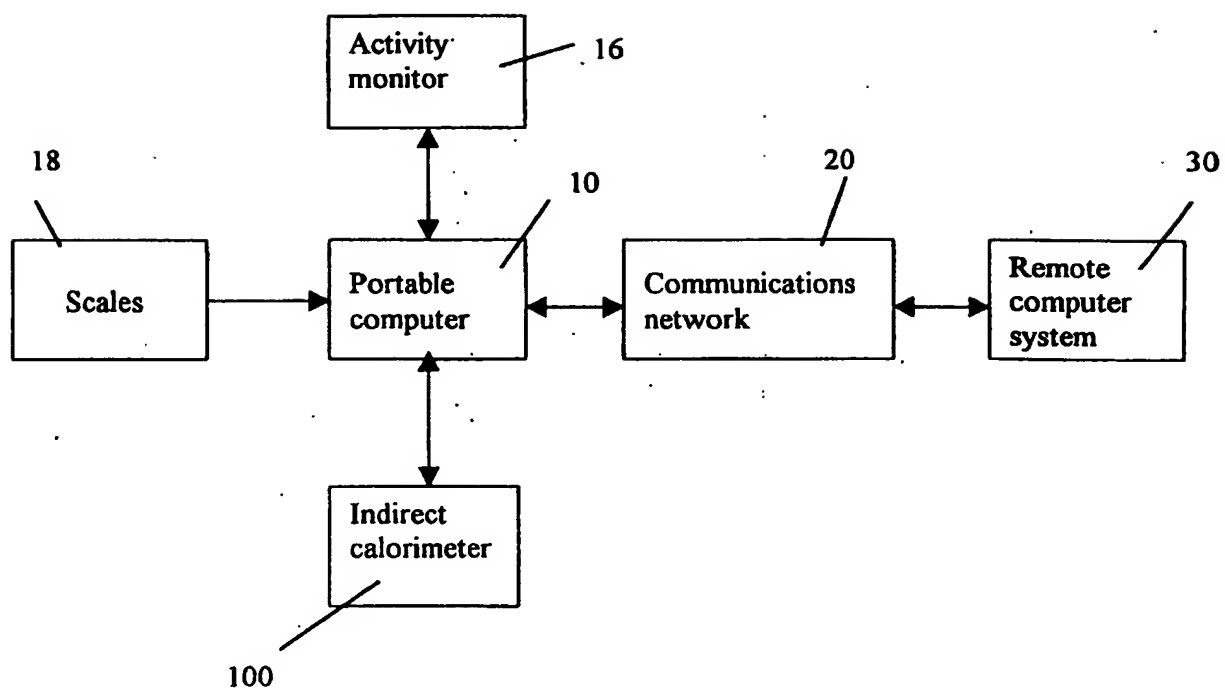 Activity
monitor
16
18
10
20
30
Scales
Portable
computer
Communications
network
Remote
computer
system
Indirect
calorimeter
100